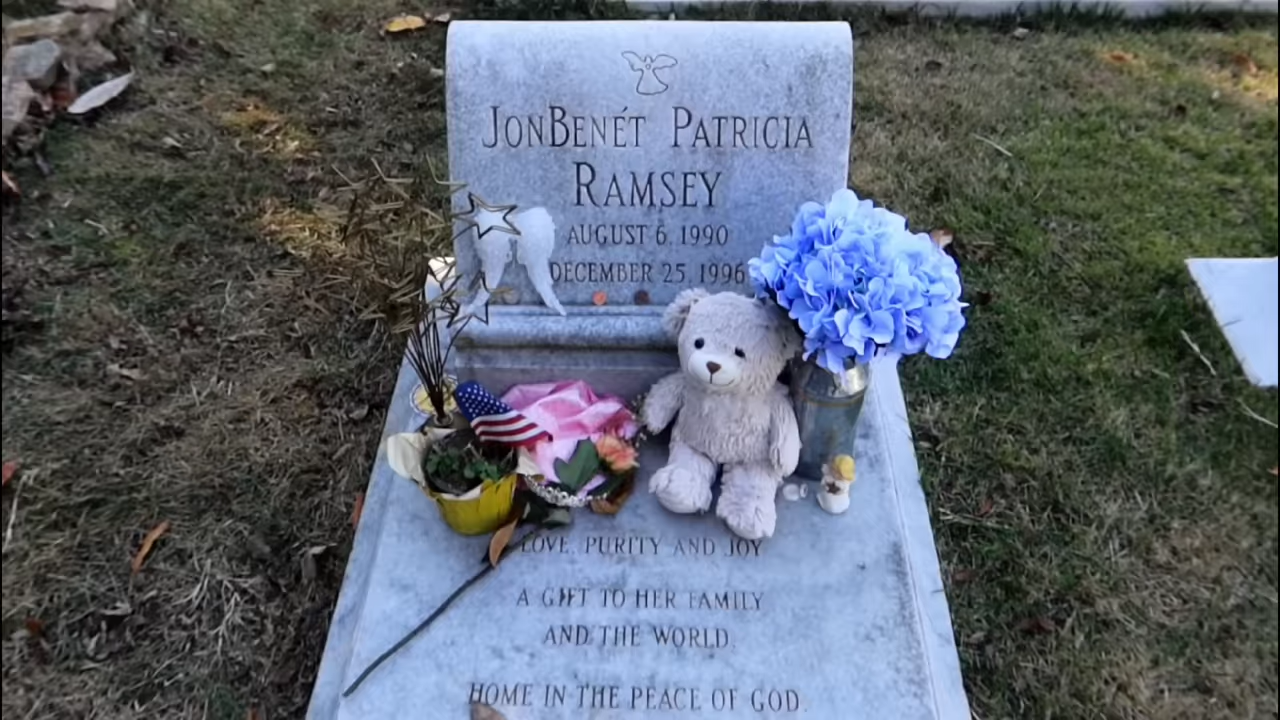 JonBenét Patricia
Ramsey
AUGUST 6, 1990
DECEMBER 25, 1996
LOVE, PURITY AND JOY
A GIFT TO HER FAMILY
AND THE WORLD.
HOME IN THE PEACE OF GOD.